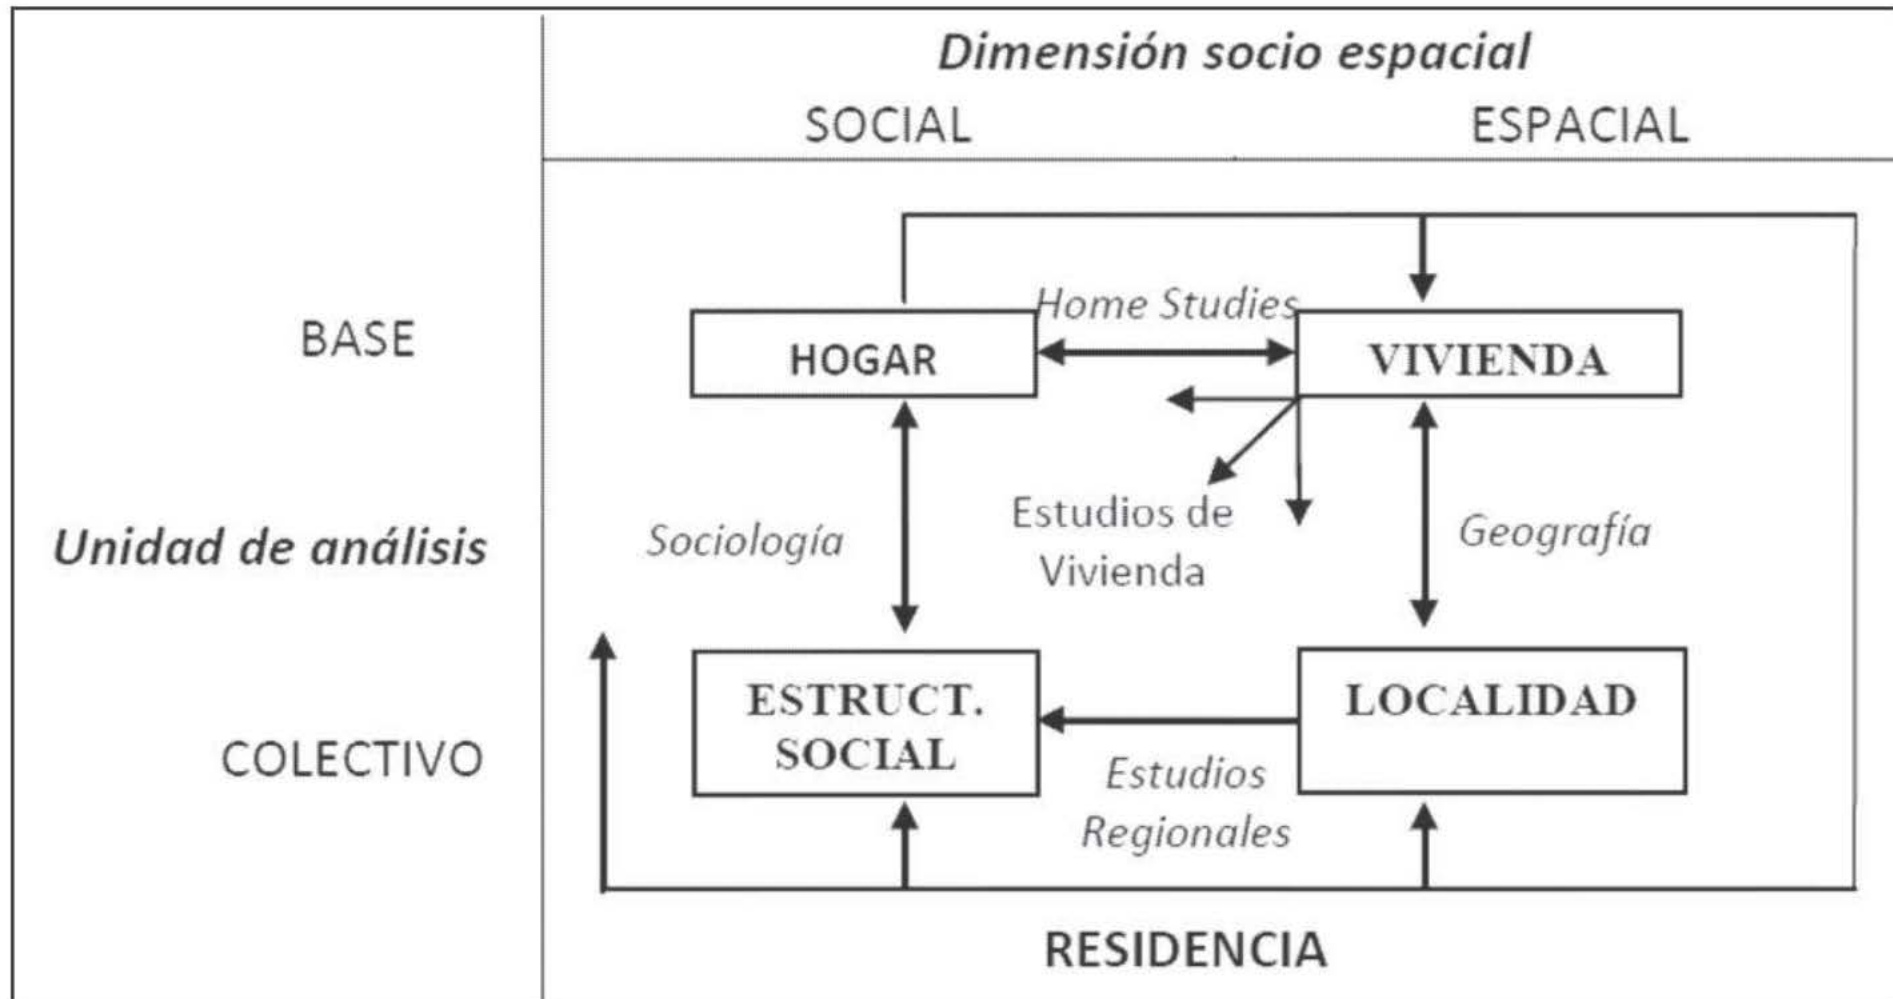 Dimensión socio espacial
SOCIAL
ESPACIAL
BASE
Home Studies
HOGAR
VIVIENDA
Unidad de análisis
Sociología
Estudios de
Vivienda
Geografía
COLECTIVO
ESTRUCT.
SOCIAL
LOCALIDAD
Estudios
Regionales
RESIDENCIA